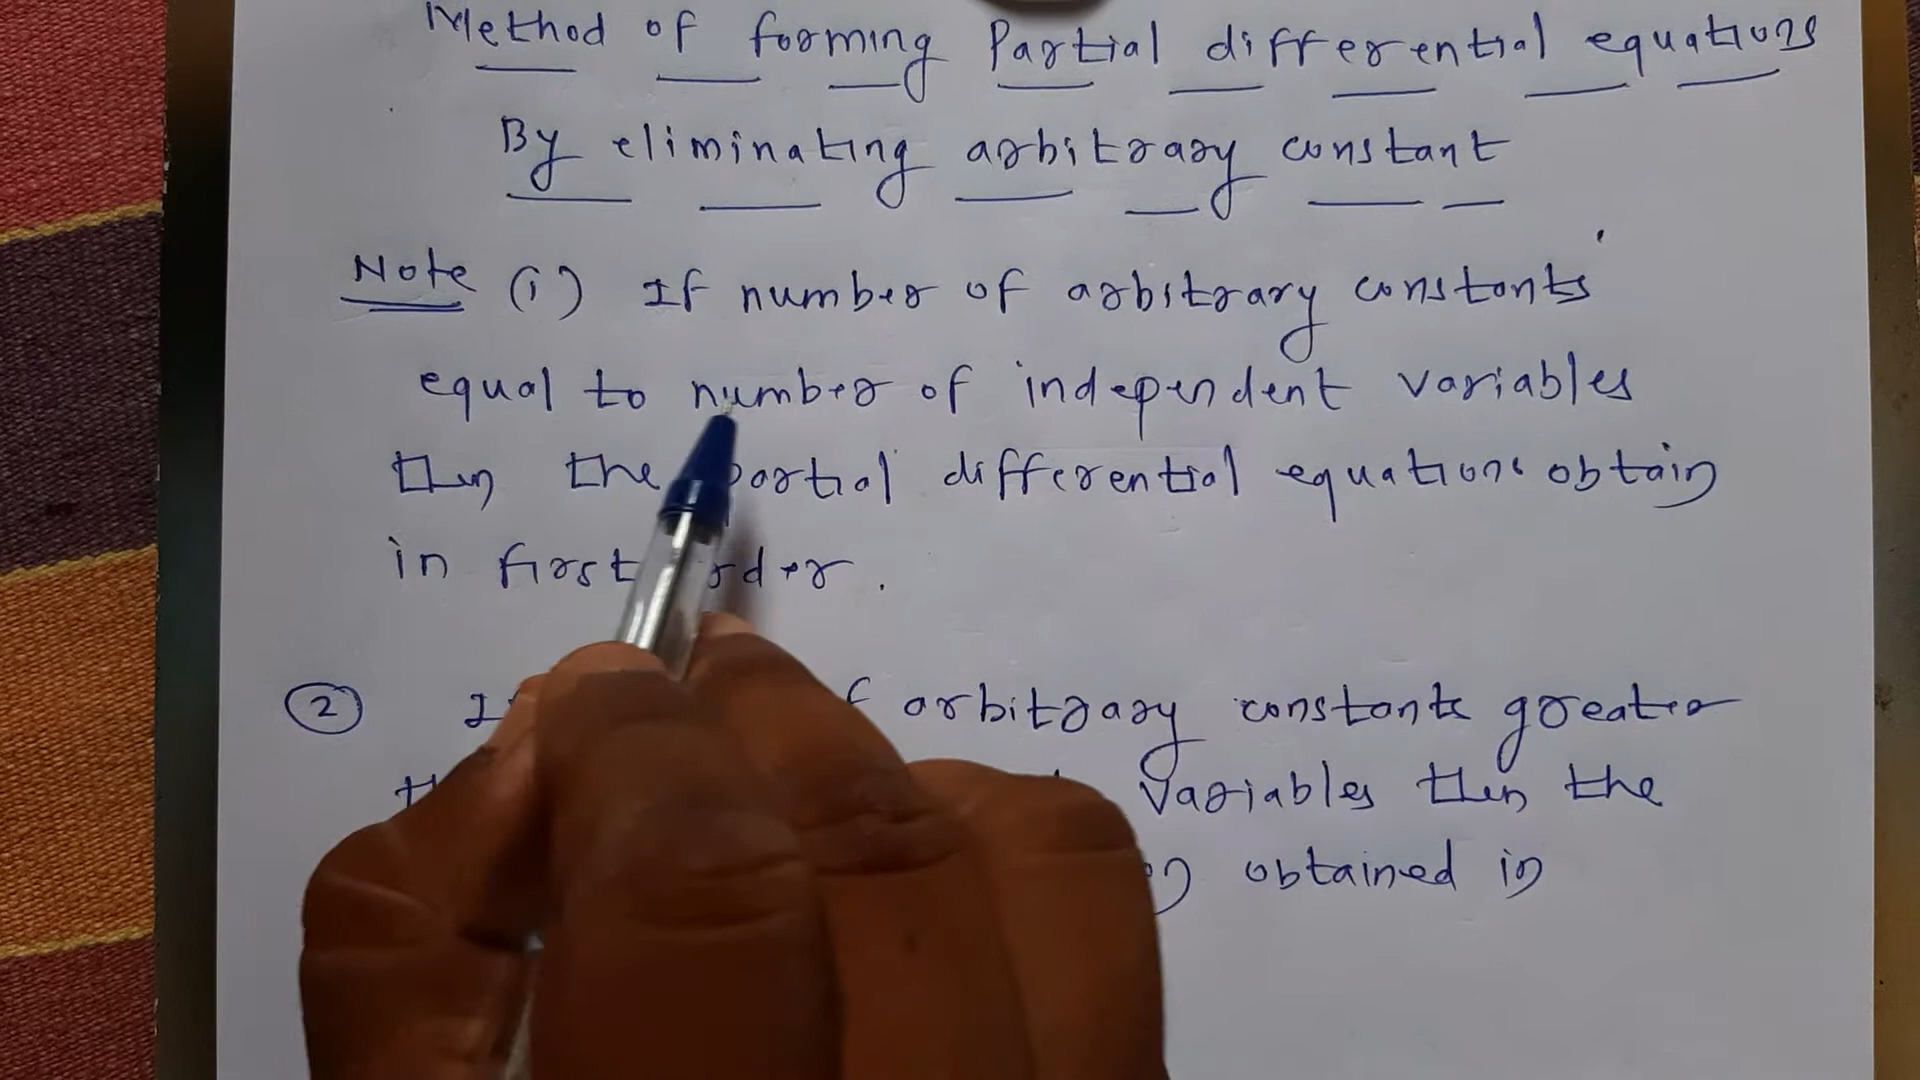 Method of forming Partial differential equations
By eliminating arbitrary constant
Note (i) If number of arbitrary constants
equal to number of independent variables
then the partial differential equations obtain
in first order.
② of arbitrary constants greater
variables then the
obtained in